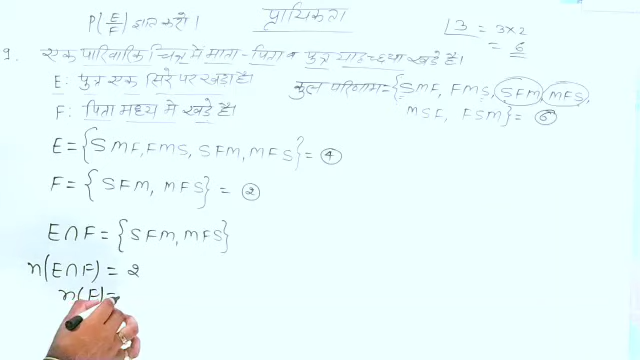 प्रायिकता
P(E/F) ज्ञात करो।
⌊3 = 3×2
= 6
9. एक पारिवारिक चित्र में माता-पिता व पुत्र यादृच्छया खड़े है।
E: पुत्र एक सिरे पर खड़ा है।
F: पिता मध्य में खड़े है।
कुल परिणाम = {SMF, FMS, SFM, MFS,
MSF, FSM} = 6
E = {SMF, FMS, SFM, MFS} = 4
F = {SFM, MFS} = 2
E∩F = {SFM, MFS}
n(E∩F) = 2
n(F) =